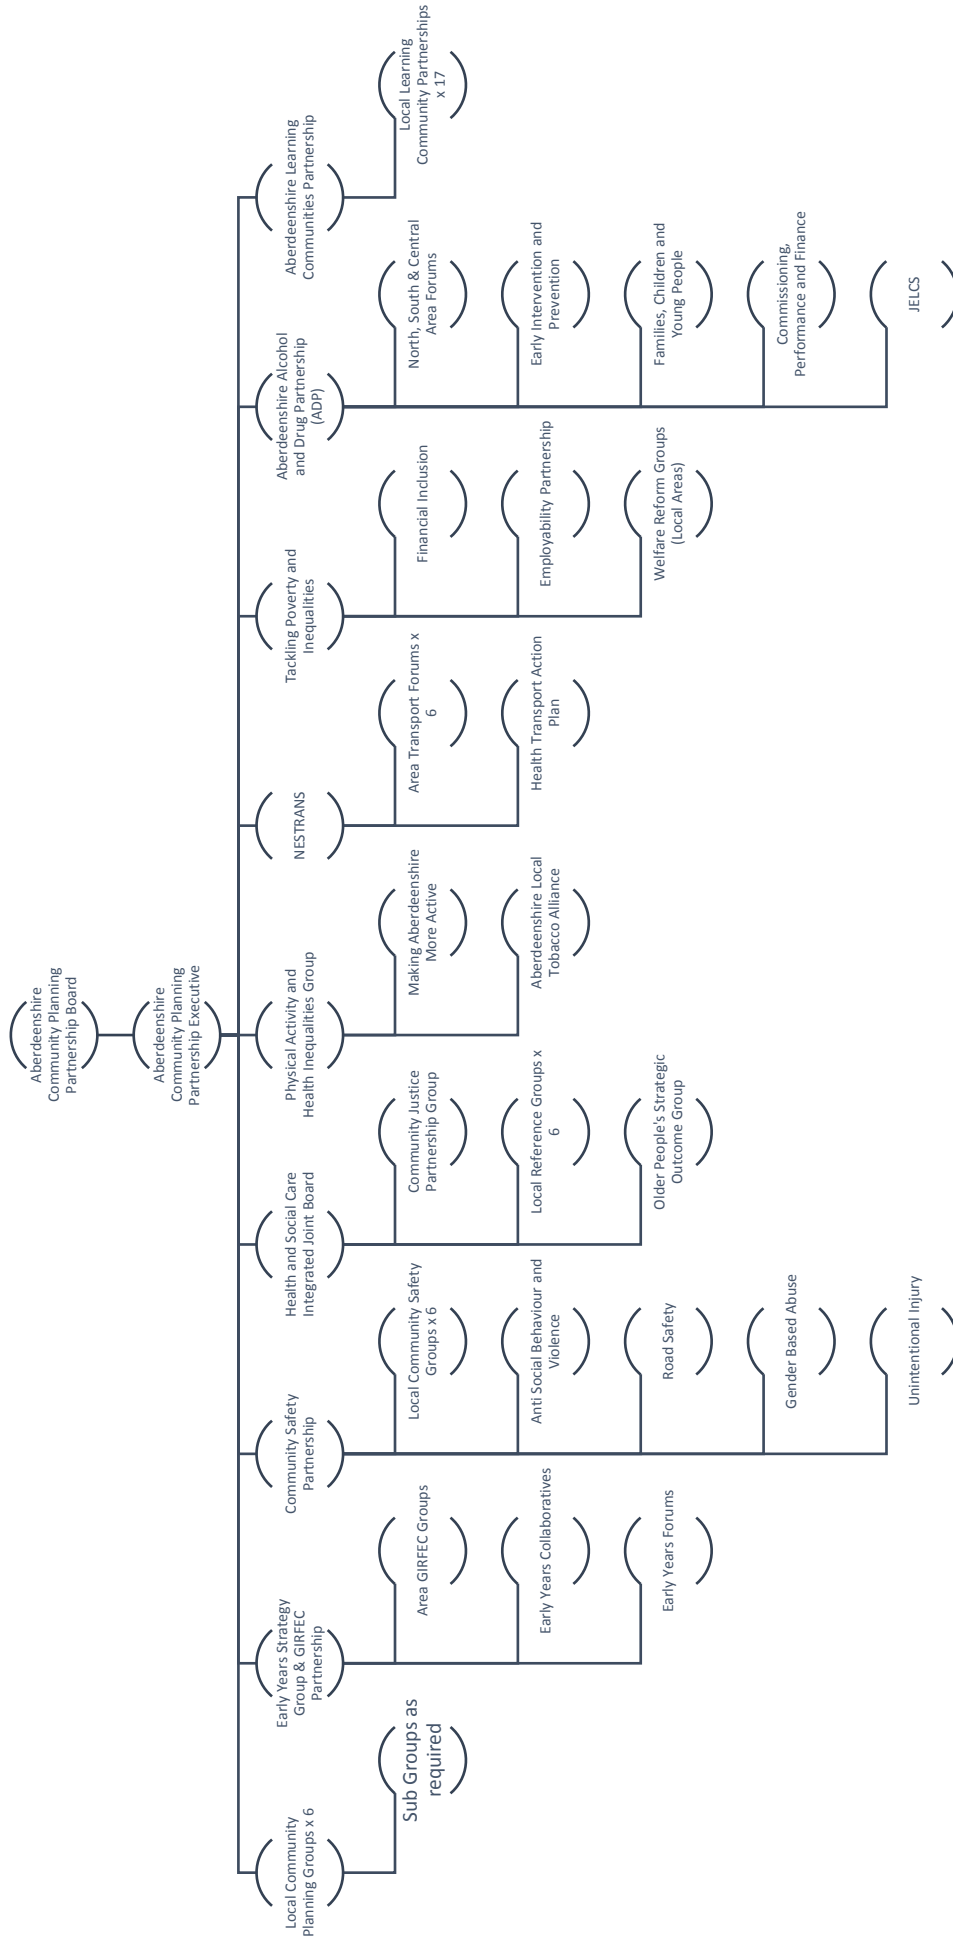 Aberdeenshire
Community Planning
Partnership Board
Aberdeenshire
Community Planning
Partnership Executive
Local Community
Planning Groups x 6
Sub Groups as
required
Early Years Strategy
Group & GIRFEC
Partnership
Area GIRFEC Groups
Early Years Collaboratives
Early Years Forums
Community Safety
Partnership
Local Community Safety
Groups x 6
Anti Social Behaviour and
Violence
Road Safety
Gender Based Abuse
Unintentional Injury
Health and Social Care
Integrated Joint Board
Community Justice
Partnership Group
Local Reference Groups x
6
Older People's Strategic
Outcome Group
Physical Activity and
Health Inequalities Group
Making Aberdeenshire
More Active
Aberdeenshire Local
Tobacco Alliance
NESTRANS
Area Transport Forums x
6
Health Transport Action
Plan
Tackling Poverty and
Inequalities
Financial Inclusion
Employability Partnership
Welfare Reform Groups
(Local Areas)
Aberdeenshire Alcohol
and Drug Partnership
(ADP)
North, South & Central
Area Forums
Early Intervention and
Prevention
Families, Children and
Young People
Commissioning,
Performance and Finance
JELCS
Aberdeenshire Learning
Communities Partnership
Local Learning
Community Partnerships
x 17